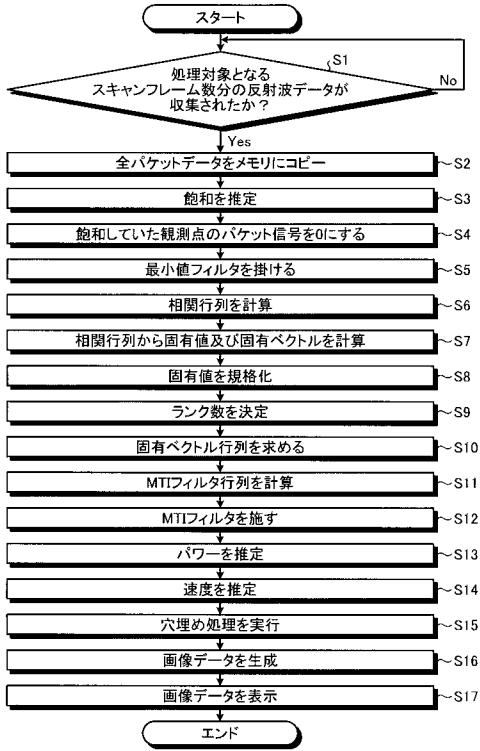 スタート
S1
処理対象となる
スキャンフレーム数分の反射波データが
収集されたか?
No
Yes
全パケットデータをメモリにコピー
S2
飽和を推定
S3
飽和していた観測点のパケット信号を0にする
S4
最小値フィルタを掛ける
S5
相関行列を計算
S6
相関行列から固有値及び固有ベクトルを計算
S7
固有値を規格化
S8
ランク数を決定
S9
固有ベクトル行列を求める
S10
MTIフィルタ行列を計算
S11
MTIフィルタを施す
S12
パワーを推定
S13
速度を推定
S14
穴埋め処理を実行
S15
画像データを生成
S16
画像データを表示
S17
エンド